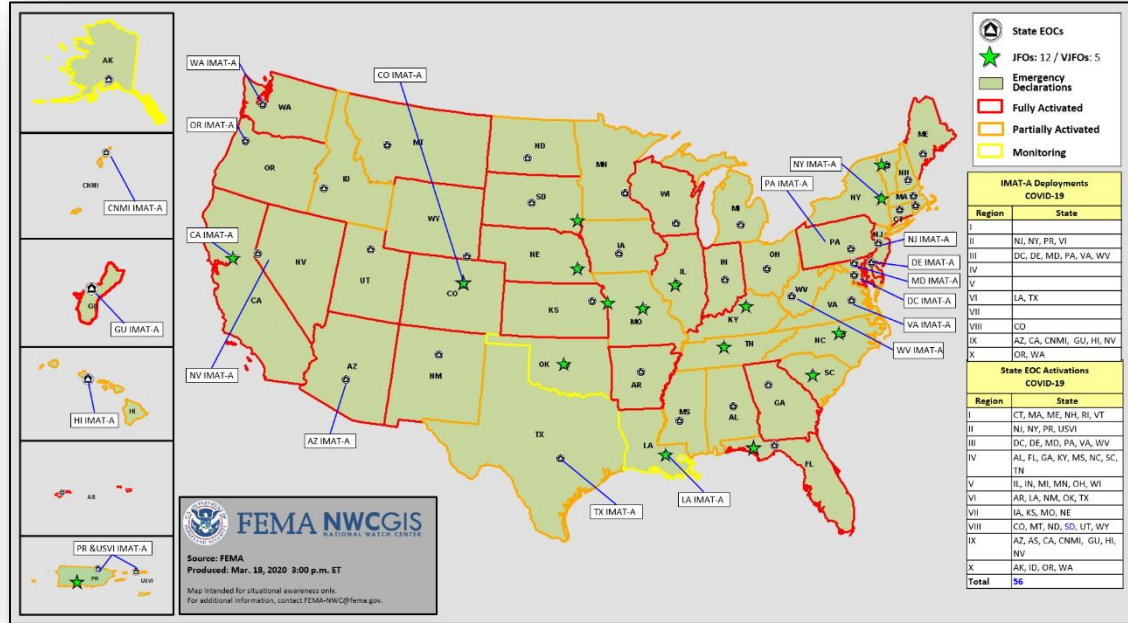 AK
CNMI
CNMI IMAT-A
GU
GU IMAT-A
HI
HI IMAT-A
AS
PR &USVI IMAT-A
PR
USVI
WA IMAT-A
OR IMAT-A
CO IMAT-A
CA IMAT-A
NV IMAT-A
AZ IMAT-A
TX IMAT-A
LA IMAT-A
NY IMAT-A
PA IMAT-A
NJ IMAT-A
DE IMAT-A
MD IMAT-A
DC IMAT-A
VA IMAT-A
WV IMAT-A
WA
OR
CA
NV
ID
MT
WY
UT
AZ
CO
NM
ND
SD
NE
KS
OK
TX
MN
IA
MO
AR
LA
WI
IL
MI
IN
OH
KY
TN
MS
AL
GA
FL
SC
NC
VA
WV
PA
NY
NJ
CT
MA
NH
ME
FEMA NWCGIS
NATIONAL WATCH CENTER
Source: FEMA
Produced: Mar. 18, 2020 3:00 p.m. ET
Map intended for situational awareness only.
For additional information, contact FEMA-NWC@fema.gov.
State EOCs
JFOs: 12 / VJFOs: 5
Emergency
Declarations
Fully Activated
Partially Activated
Monitoring
IMAT-A Deployments
COVID-19
Region State
I
II NJ, NY, PR, VI
III DC, DE, MD, PA, VA, WV
IV
V
VI LA, TX
VII
VIII CO
IX AZ, CA, CNMI, GU, HI, NV
X OR, WA
State EOC Activations
COVID-19
Region State
I CT, MA, ME, NH, RI, VT
II NJ, NY, PR, USVI
III DC, DE, MD, PA, VA, WV
IV AL, FL, GA, KY, MS, NC, SC,
TN
V IL, IN, MI, MN, OH, WI
VI AR, LA, NM, OK, TX
VII IA, KS, MO, NE
VIII CO, MT, ND, SD, UT, WY
IX AZ, AS, CA, CNMI, GU, HI,
NV
X AK, ID, OR, WA
Total 56